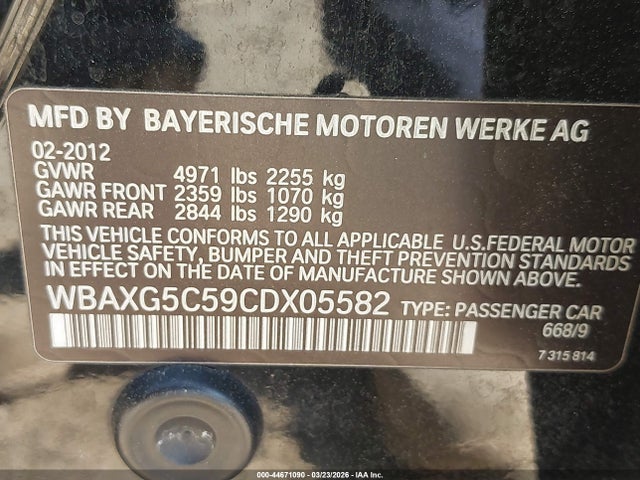 MFD BY BAYERISCHE MOTOREN WERKE AG
02-2012
GVWR 4971 lbs 2255 kg
GAWR FRONT 2359 lbs 1070 kg
GAWR REAR 2844 lbs 1290 kg
THIS VEHICLE CONFORMS TO ALL APPLICABLE U.S.FEDERAL MOTOR
VEHICLE SAFETY, BUMPER AND THEFT PREVENTION STANDARDS
IN EFFECT ON THE DATE OF MANUFACTURE SHOWN ABOVE.
WBAXG5C59CDX05582 TYPE: PASSENGER CAR
668/9
7 315 814
000-44671090 | 03/23/2026 | IAA Inc.